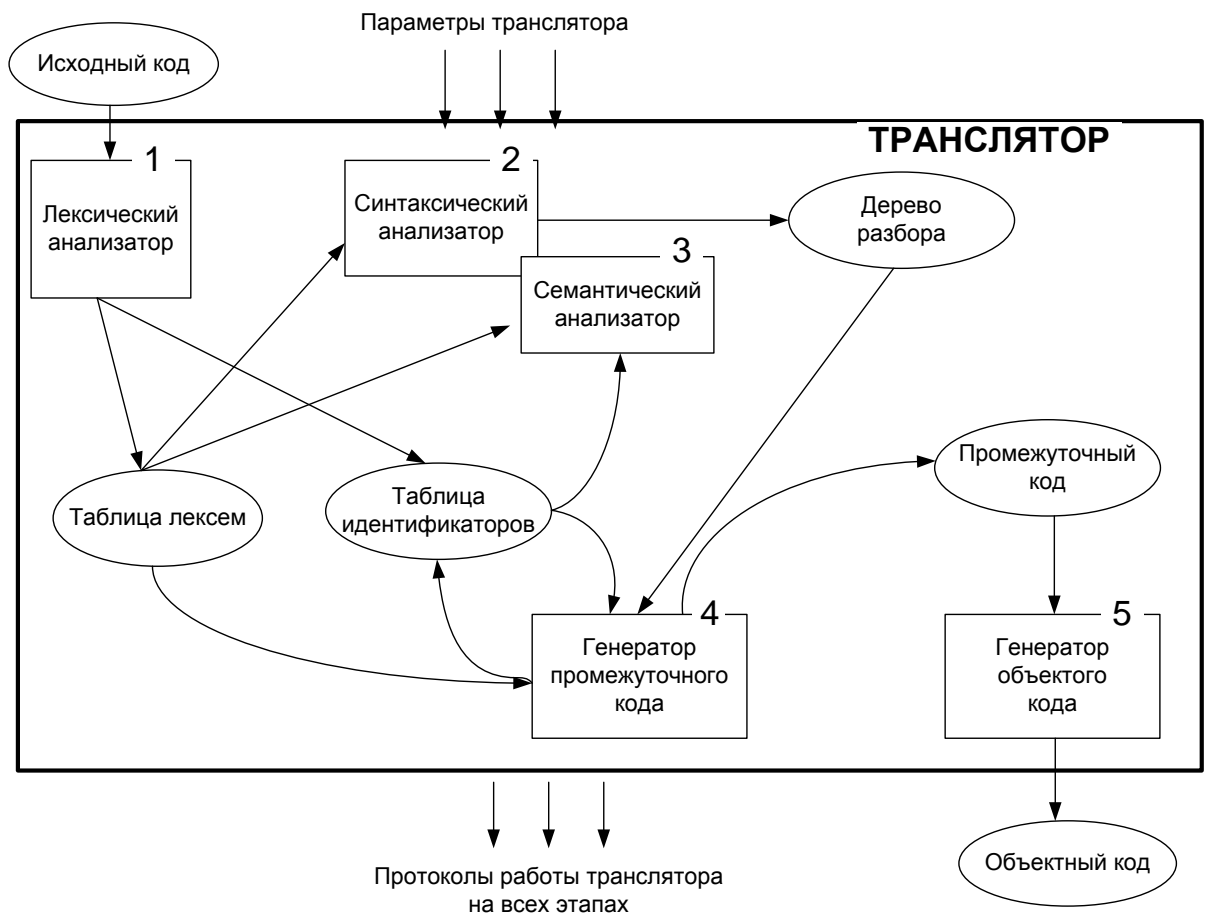 Параметры транслятора
Исходный код
ТРАНСЛЯТОР
1
Лексический
анализатор
2
Синтаксический
анализатор
3
Семантический
анализатор
Дерево
разбора
Таблица лексем
Таблица
идентификаторов
Промежуточный
код
4
Генератор
промежуточного
кода
5
Генератор
объектого
кода
Протоколы работы транслятора
на всех этапах
Объектный код